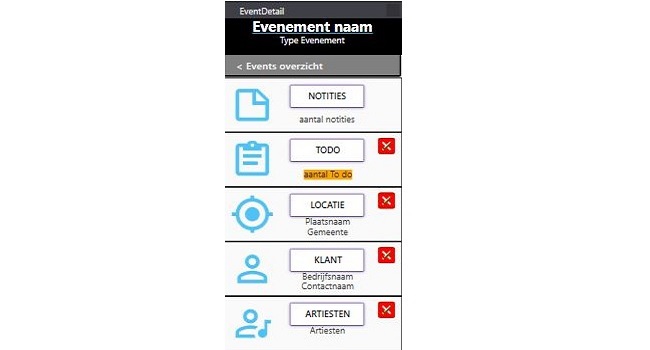 EventDetail
Evenement naam
Type Evenement
< Events overzicht
NOTITIES
aantal notities
TODO
aantal To do
LOCATIE
Plaatsnaam
Gemeente
KLANT
Bedrijfsnaam
Contactnaam
ARTIESTEN
Artiesten